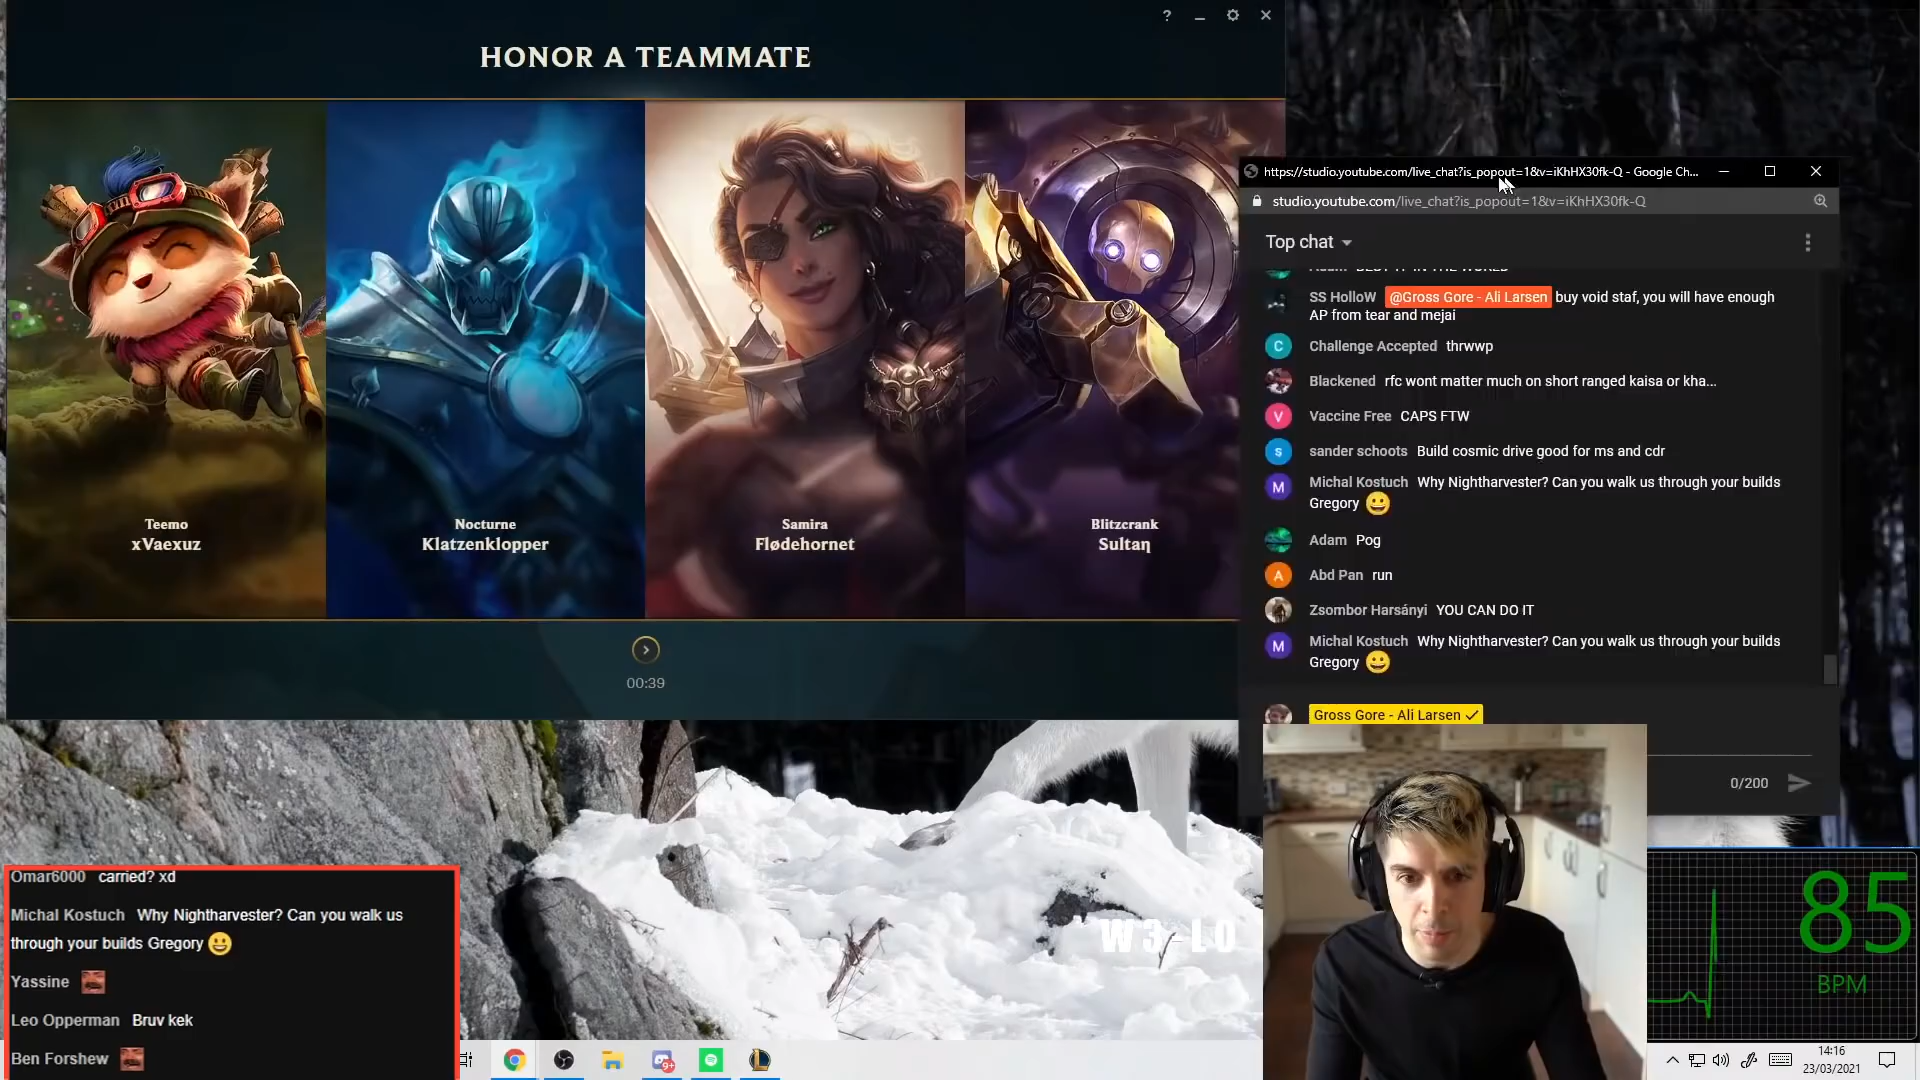 HONOR A TEAMMATE
Teemo
xVaexuz
Nocturne
Klatzenklopper
Samira
Flødehornet
Blitzcrank
Sultaη
00:39
https://studio.youtube.com/live_chat?is_popout=1&v=iKhHX30fk-Q - Google Ch...
studio.youtube.com/live_chat?is_popout=1&v=iKhHX30fk-Q
Top chat
SS HolloW @Gross Gore - Ali Larsen buy void staf, you will have enough
AP from tear and mejai
C Challenge Accepted thrwwp
Blackened rfc wont matter much on short ranged kaisa or kha...
V Vaccine Free CAPS FTW
s sander schoots Build cosmic drive good for ms and cdr
M Michal Kostuch Why Nightharvester? Can you walk us through your builds
Gregory 😀
Adam Pog
A Abd Pan run
Zsombor Harsányi YOU CAN DO IT
M Michal Kostuch Why Nightharvester? Can you walk us through your builds
Gregory 😀
Gross Gore - Ali Larsen
0/200
Omar6000 carried? xd
Michal Kostuch Why Nightharvester? Can you walk us
through your builds Gregory 😀
Yassine
Leo Opperman Bruv kek
Ben Forshew
W3-L0
85
BPM
9+
14:16
23/03/2021